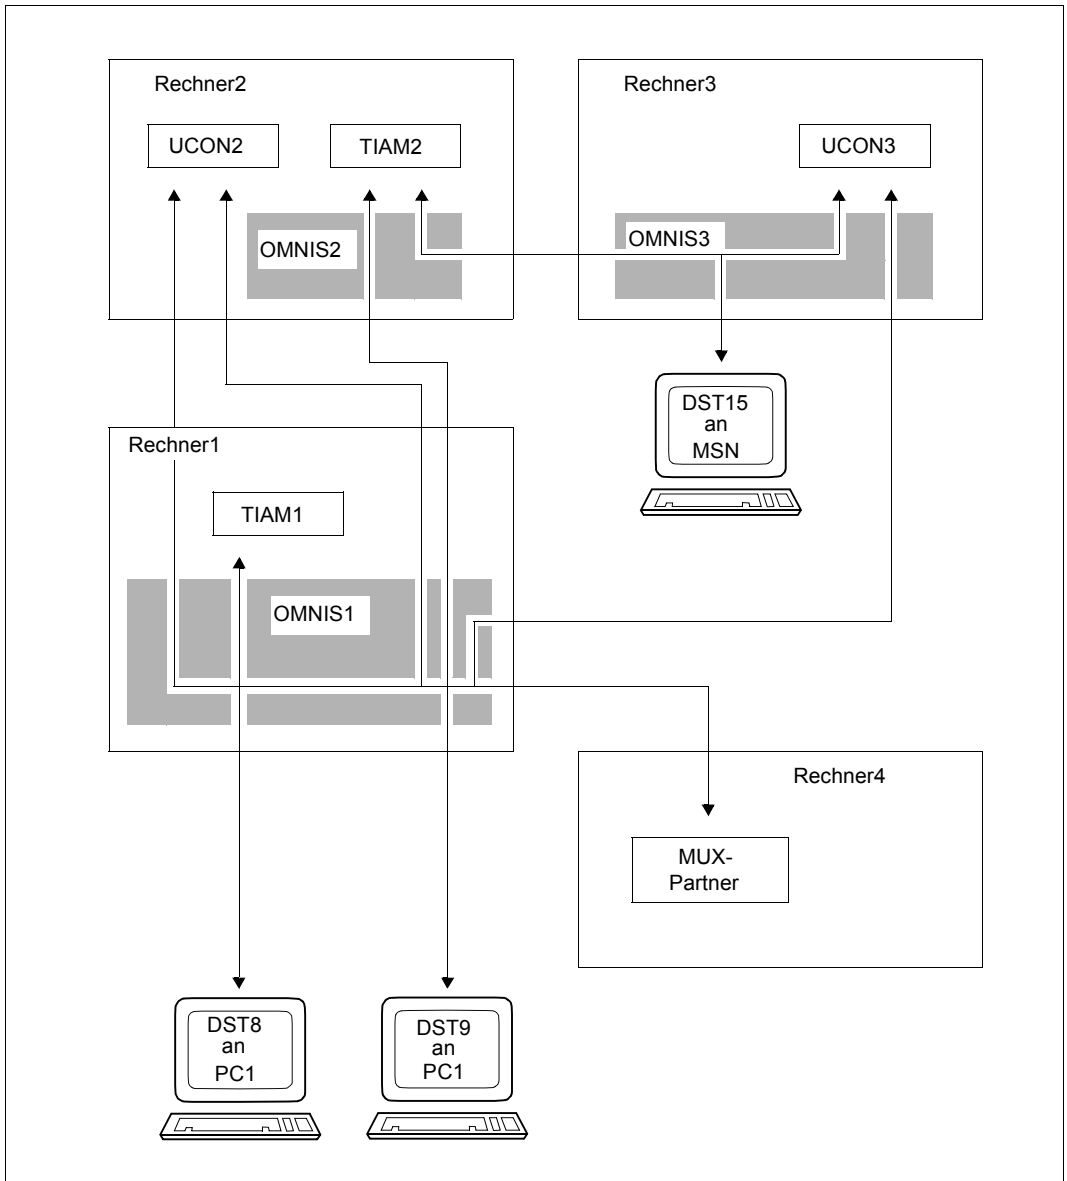 Rechner2
Rechner3
UCON2
TIAM2
UCON3
OMNIS2
OMNIS3
DST15
an
MSN
Rechner1
TIAM1
OMNIS1
Rechner4
MUX-
Partner
DST8
an
PC1
DST9
an
PC1